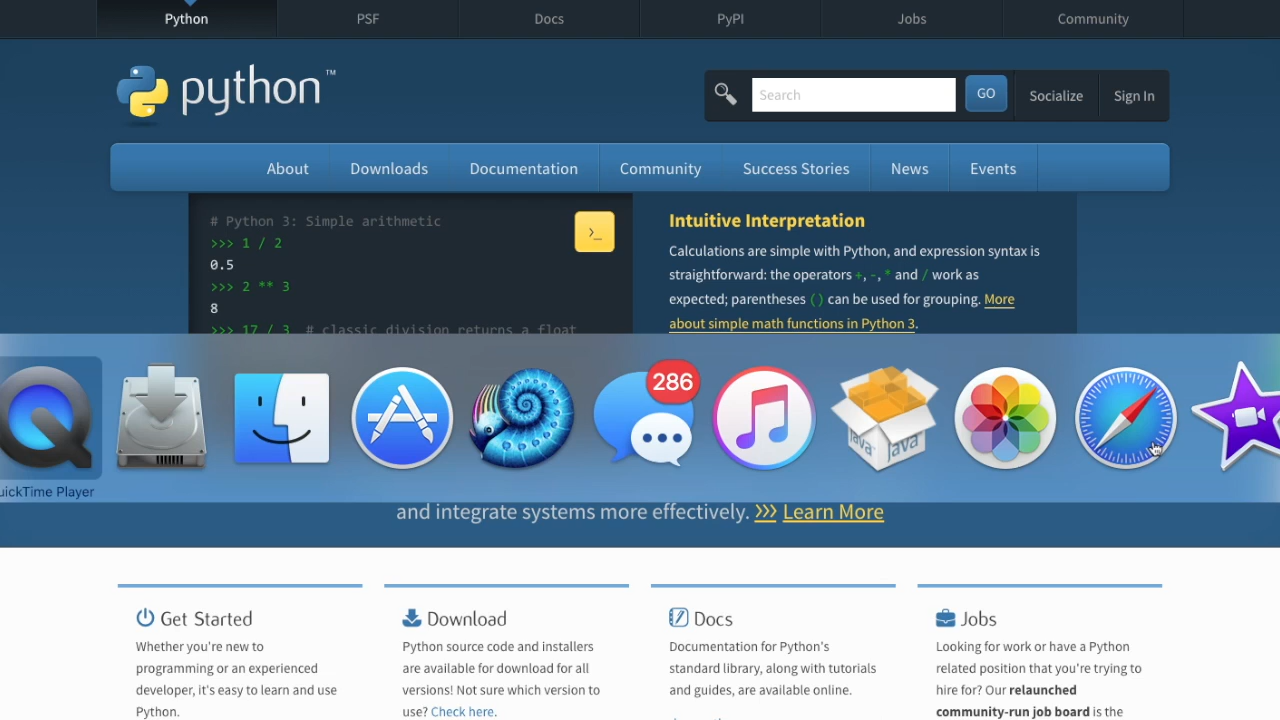 Python PSF Docs PyPI Jobs Community
python™
Search GO Socialize Sign In
About Downloads Documentation Community Success Stories News Events
# Python 3: Simple arithmetic
>>> 1 / 2
0.5
>>> 2 ** 3
8
>>> 17 / 3 # classic division returns a float
>_
Intuitive Interpretation
Calculations are simple with Python, and expression syntax is
straightforward: the operators +, -, * and / work as
expected; parentheses () can be used for grouping. More
about simple math functions in Python 3.
286
Java
Java
uickTime Player
and integrate systems more effectively. >>> Learn More
Get Started
Whether you're new to
programming or an experienced
developer, it's easy to learn and use
Python.
Download
Python source code and installers
are available for download for all
versions! Not sure which version to
use? Check here.
Docs
Documentation for Python's
standard library, along with tutorials
and guides, are available online.
Jobs
Looking for work or have a Python
related position that you're trying to
hire for? Our relaunched
community-run job board is the